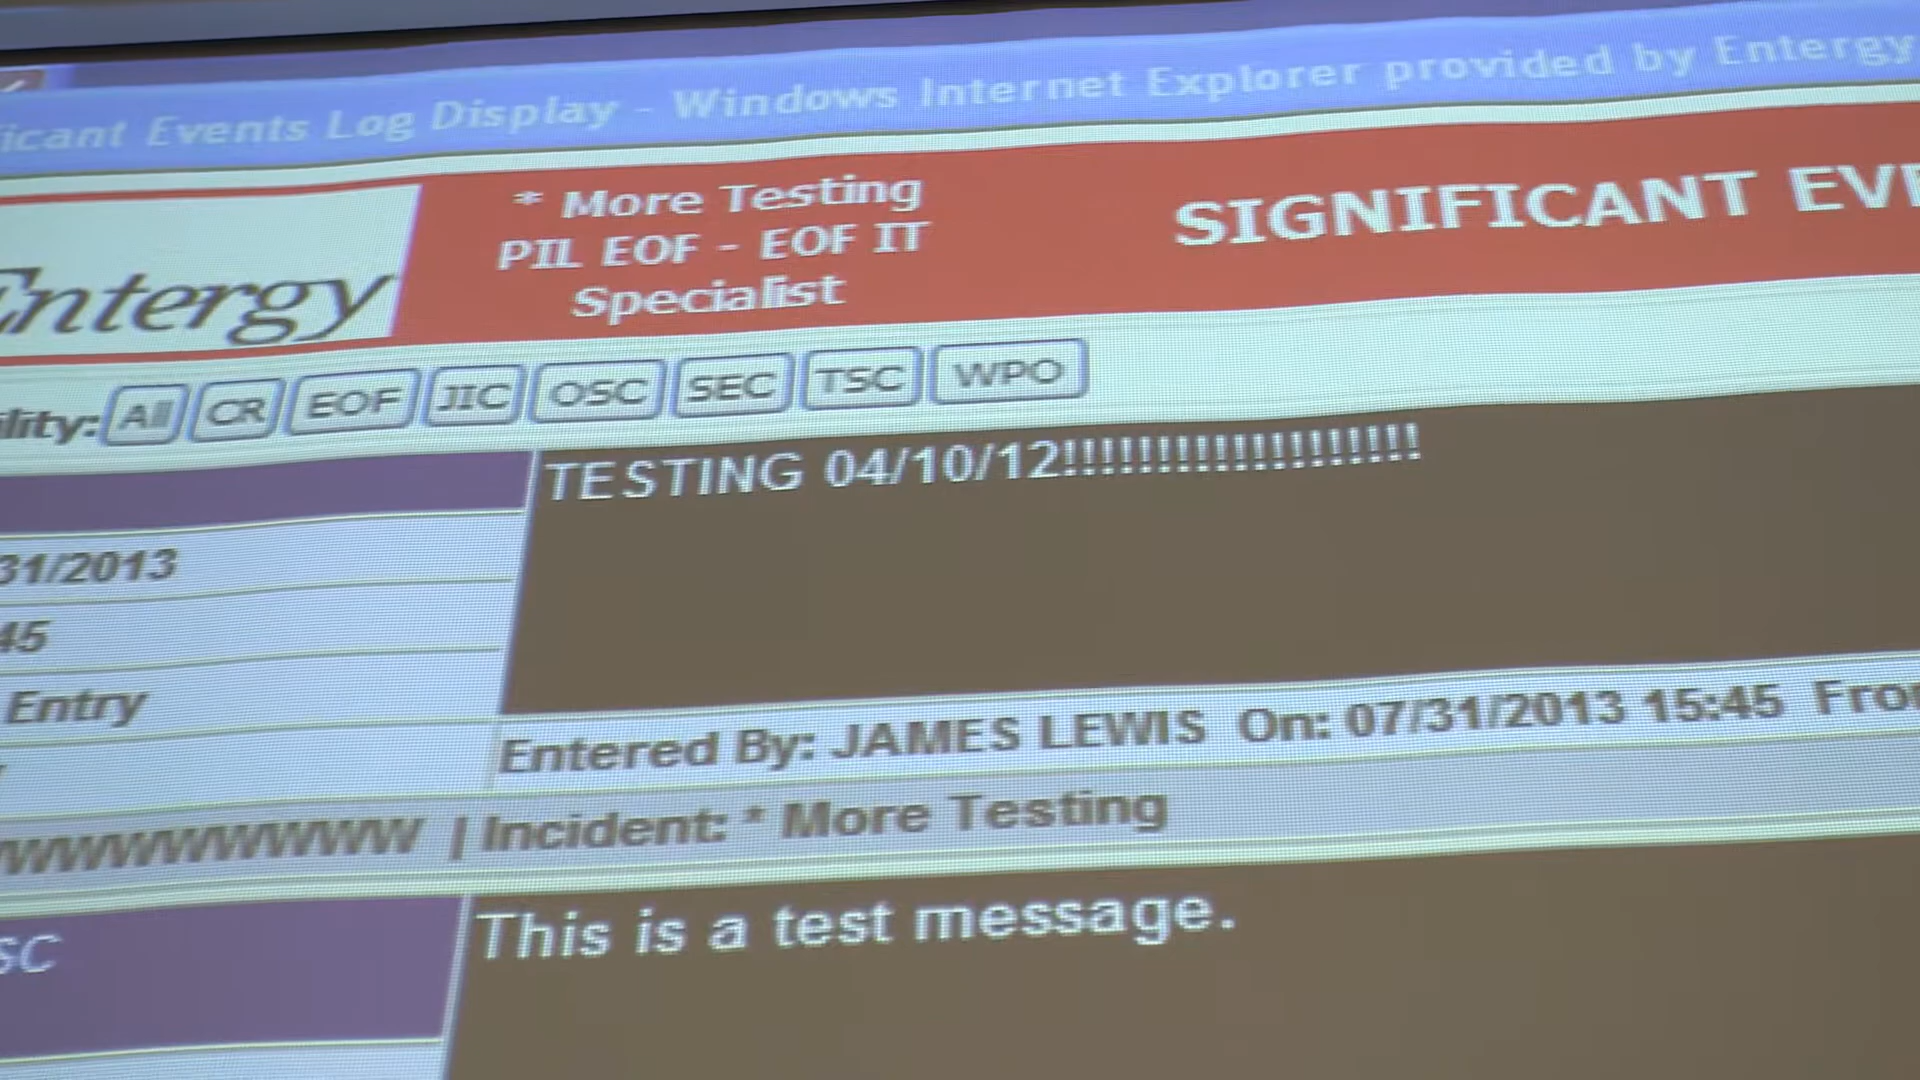 ficant Events Log Display - Windows Internet Explorer provided by Entergy
Entergy
* More Testing
PIL EOF - EOF IT
Specialist
SIGNIFICANT EVE
ility: All CR EOF JIC OSC SEC TSC WPO
TESTING 04/10/12!!!!!!!!!!!!!!!!!!!!
31/2013
45
Entry
Entered By: JAMES LEWIS On: 07/31/2013 15:45 Fro
WWWWWWWWW | Incident: * More Testing
SC
This is a test message.